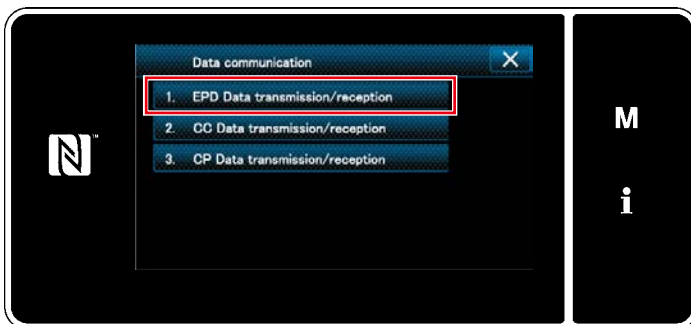 Data communication
1. EPD Data transmission/reception
2. CC Data transmission/reception
3. CP Data transmission/reception
N
M
i